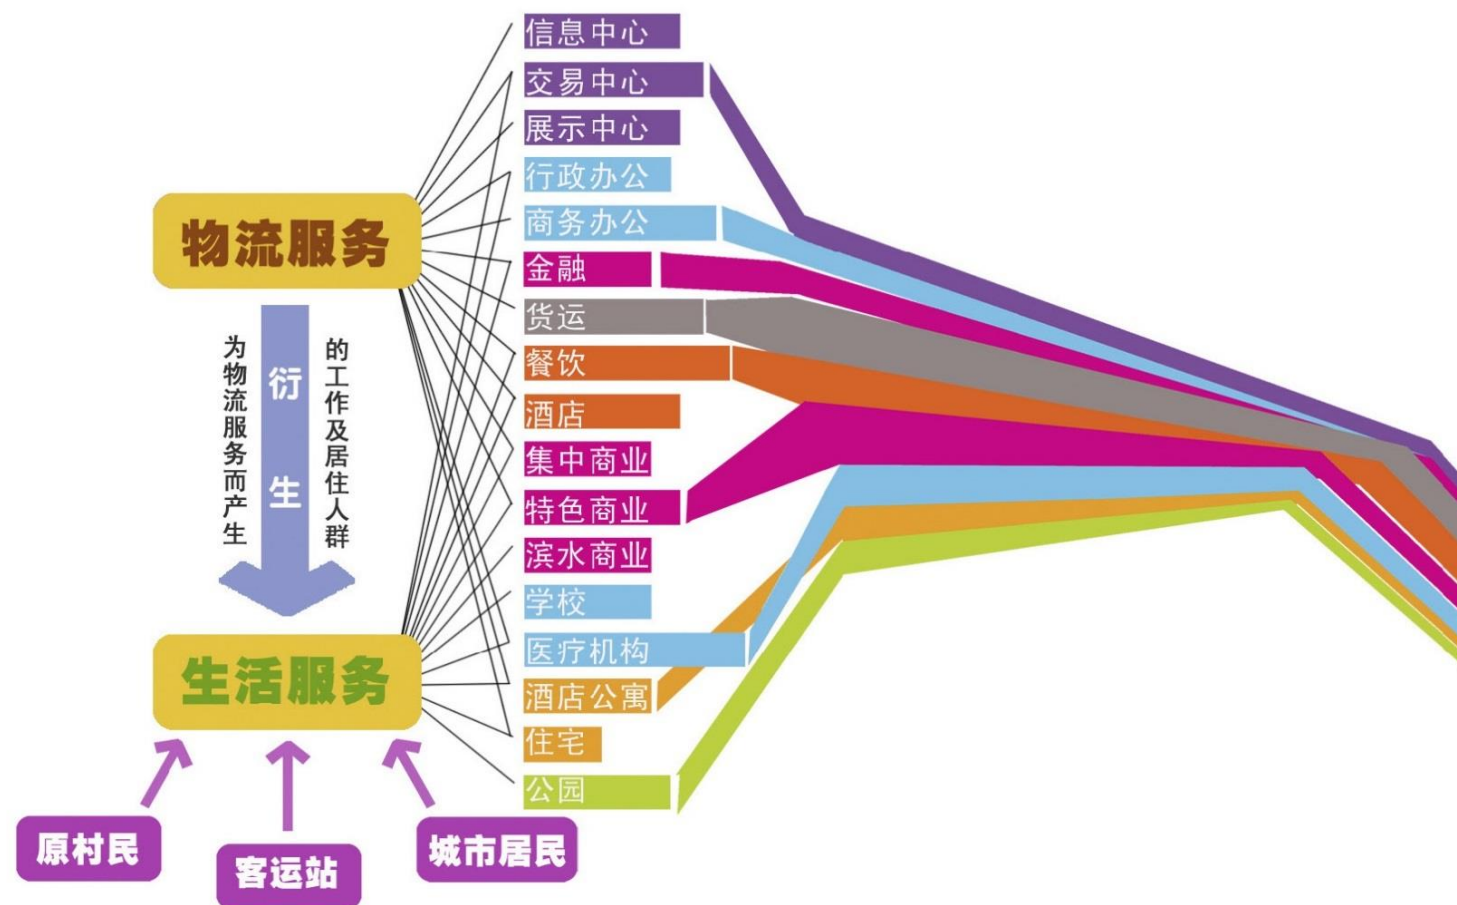 信息中心
交易中心
展示中心
行政办公
商务办公
金融
货运
餐饮
酒店
集中商业
特色商业
滨水商业
学校
医疗机构
酒店公寓
住宅
公园
物流服务
为物流服务而产生
衍生
的工作及居住人群
生活服务
原村民
客运站
城市居民